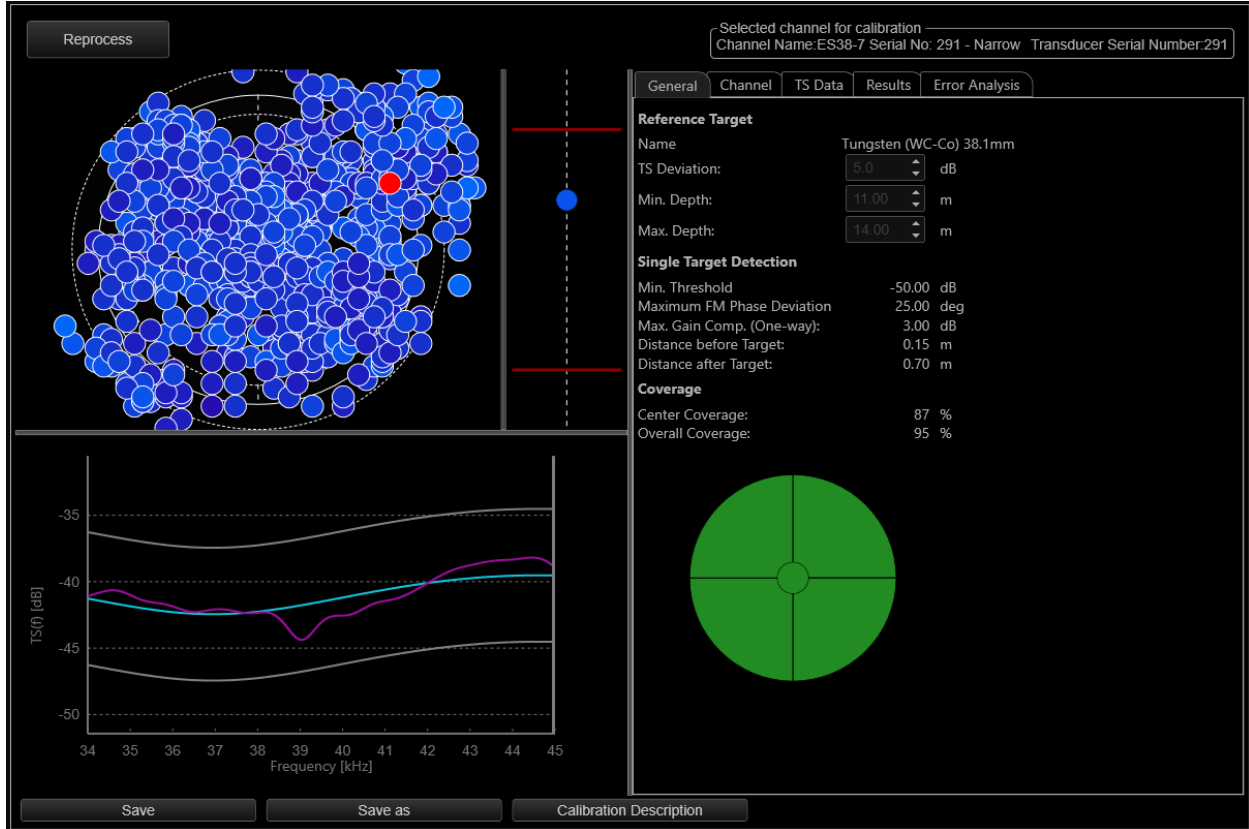 Reprocess
Selected channel for calibration
Channel Name:ES38-7 Serial No: 291 - Narrow Transducer Serial Number:291
General Channel TS Data Results Error Analysis
Reference Target
Name Tungsten (WC-Co) 38.1mm
TS Deviation: 5.0 dB
Min. Depth: 11.00 m
Max. Depth: 14.00 m
Single Target Detection
Min. Threshold -50.00 dB
Maximum FM Phase Deviation 25.00 deg
Max. Gain Comp. (One-way): 3.00 dB
Distance before Target: 0.15 m
Distance after Target: 0.70 m
Coverage
Center Coverage: 87 %
Overall Coverage: 95 %
-35
-40
-45
-50
TS(f) [dB]
34 35 36 37 38 39 40 41 42 43 44 45
Frequency [kHz]
Save Save as Calibration Description